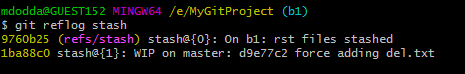 mdodda@GUEST152 MINGW64 /e/MyGitProject (b1)
$ git reflog stash
9760b25 (refs/stash) stash@{0}: On b1: rst files stashed
1ba88c0 stash@{1}: WIP on master: d9e77c2 force adding del.txt